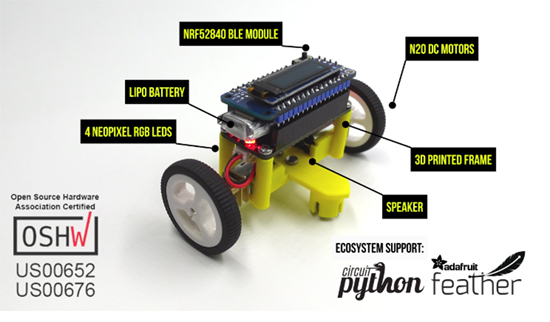 NRF52840 BLE MODULE
N20 DC MOTORS
LIPO BATTERY
4 NEOPIXEL RGB LEDS
3D PRINTED FRAME
SPEAKER
Open Source Hardware
Association Certified
OSHW
US00652
US00676
ECOSYSTEM SUPPORT:
circuit
python
adafruit
feather